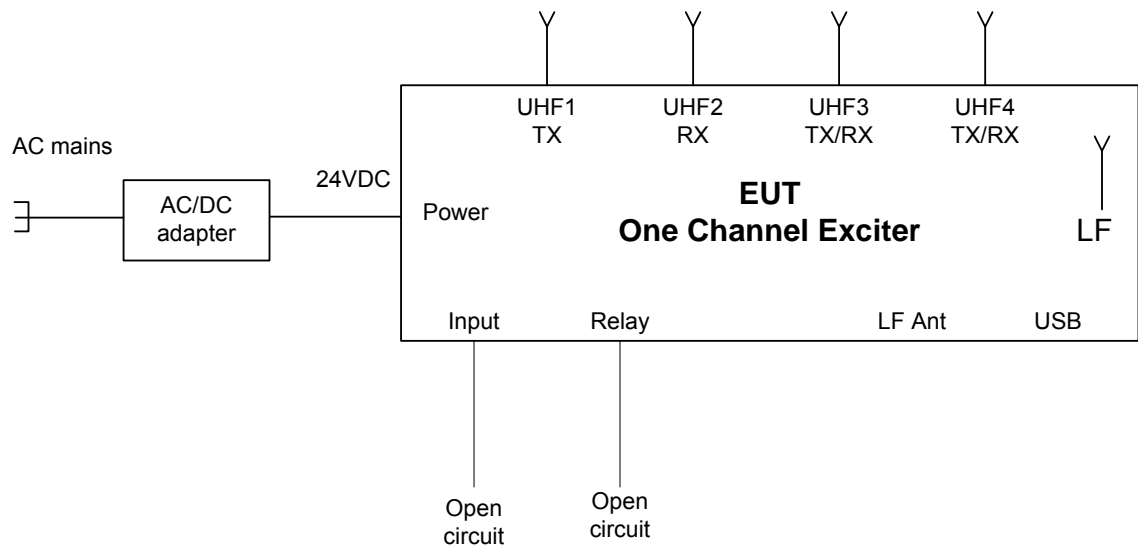 UHF1
TX
UHF2
RX
UHF3
TX/RX
UHF4
TX/RX
AC mains
24VDC
AC/DC
adapter
Power
EUT
One Channel Exciter
LF
Input
Relay
LF Ant
USB
Open
circuit
Open
circuit